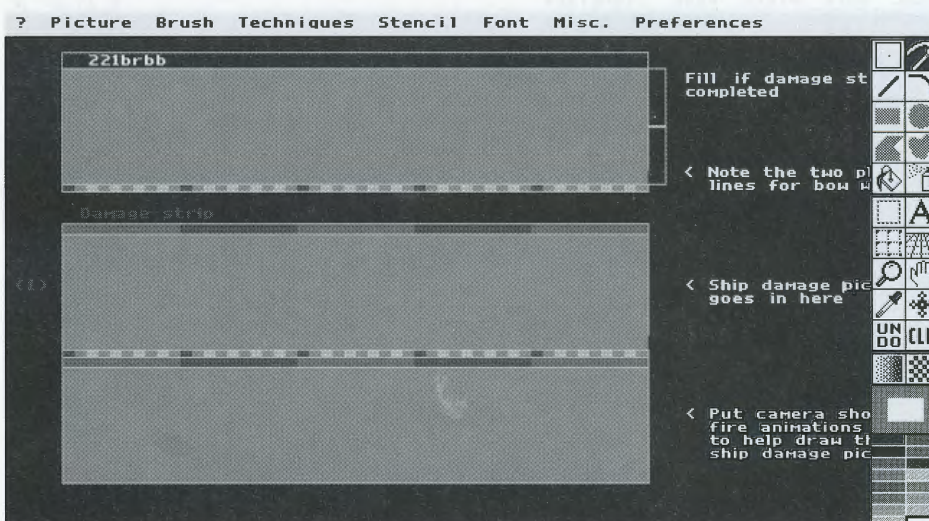 ? Picture Brush Techniques Stencil Font Misc. Preferences
221brbb
Fill if damage st
completed
< Note the two pl
lines for bow w
Damage strip
(1)
< Ship damage pic
goes in here
UN
DO
CL
< Put camera sho
fire animations
to help draw th
ship damage pic
A